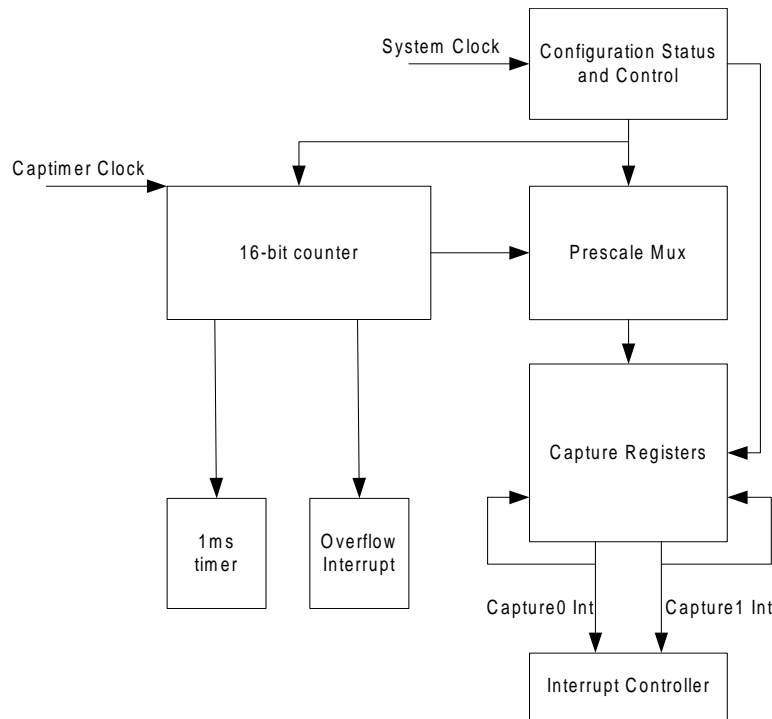 System Clock
Configuration Status
and Control
Captimer Clock
16-bit counter
Prescale Mux
Capture Registers
1ms
timer
Overflow
Interrupt
Capture0 Int
Capture1 Int
Interrupt Controller